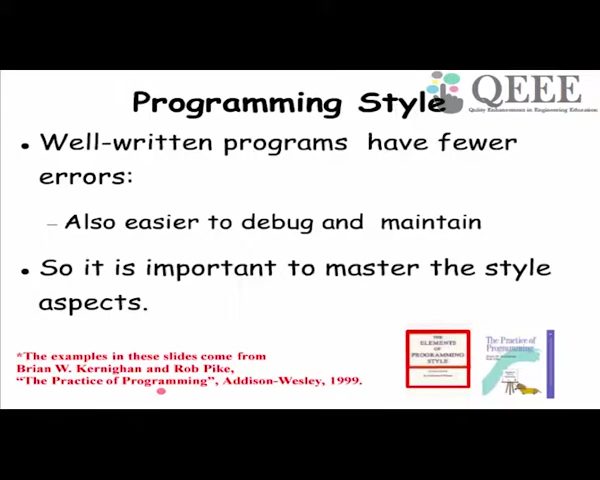 Programming Style
QEEE
Quality Enhancement in Engineering Education
• Well-written programs have fewer
errors:
– Also easier to debug and maintain
• So it is important to master the style
aspects.
*The examples in these slides come from
Brian W. Kernighan and Rob Pike,
“The Practice of Programming”, Addison-Wesley, 1999.
THE
ELEMENTS
OF
PROGRAMMING
STYLE
The Practice of
Programming